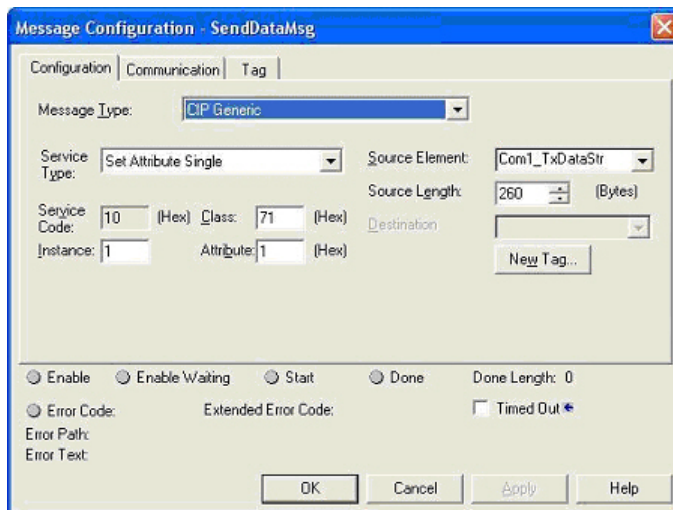 Message Configuration - SendDataMsg
Configuration Communication Tag
Message Type: CIP Generic
Service Type: Set Attribute Single
Source Element: Com1_TxDataStr
Source Length: 260 (Bytes)
Service Code: 10 (Hex) Class: 71 (Hex)
Destination
Instance: 1 Attribute: 1 (Hex)
New Tag...
Enable Enable Waiting Start Done Done Length: 0
Error Code: Extended Error Code: Timed Out
Error Path:
Error Text:
OK Cancel Apply Help